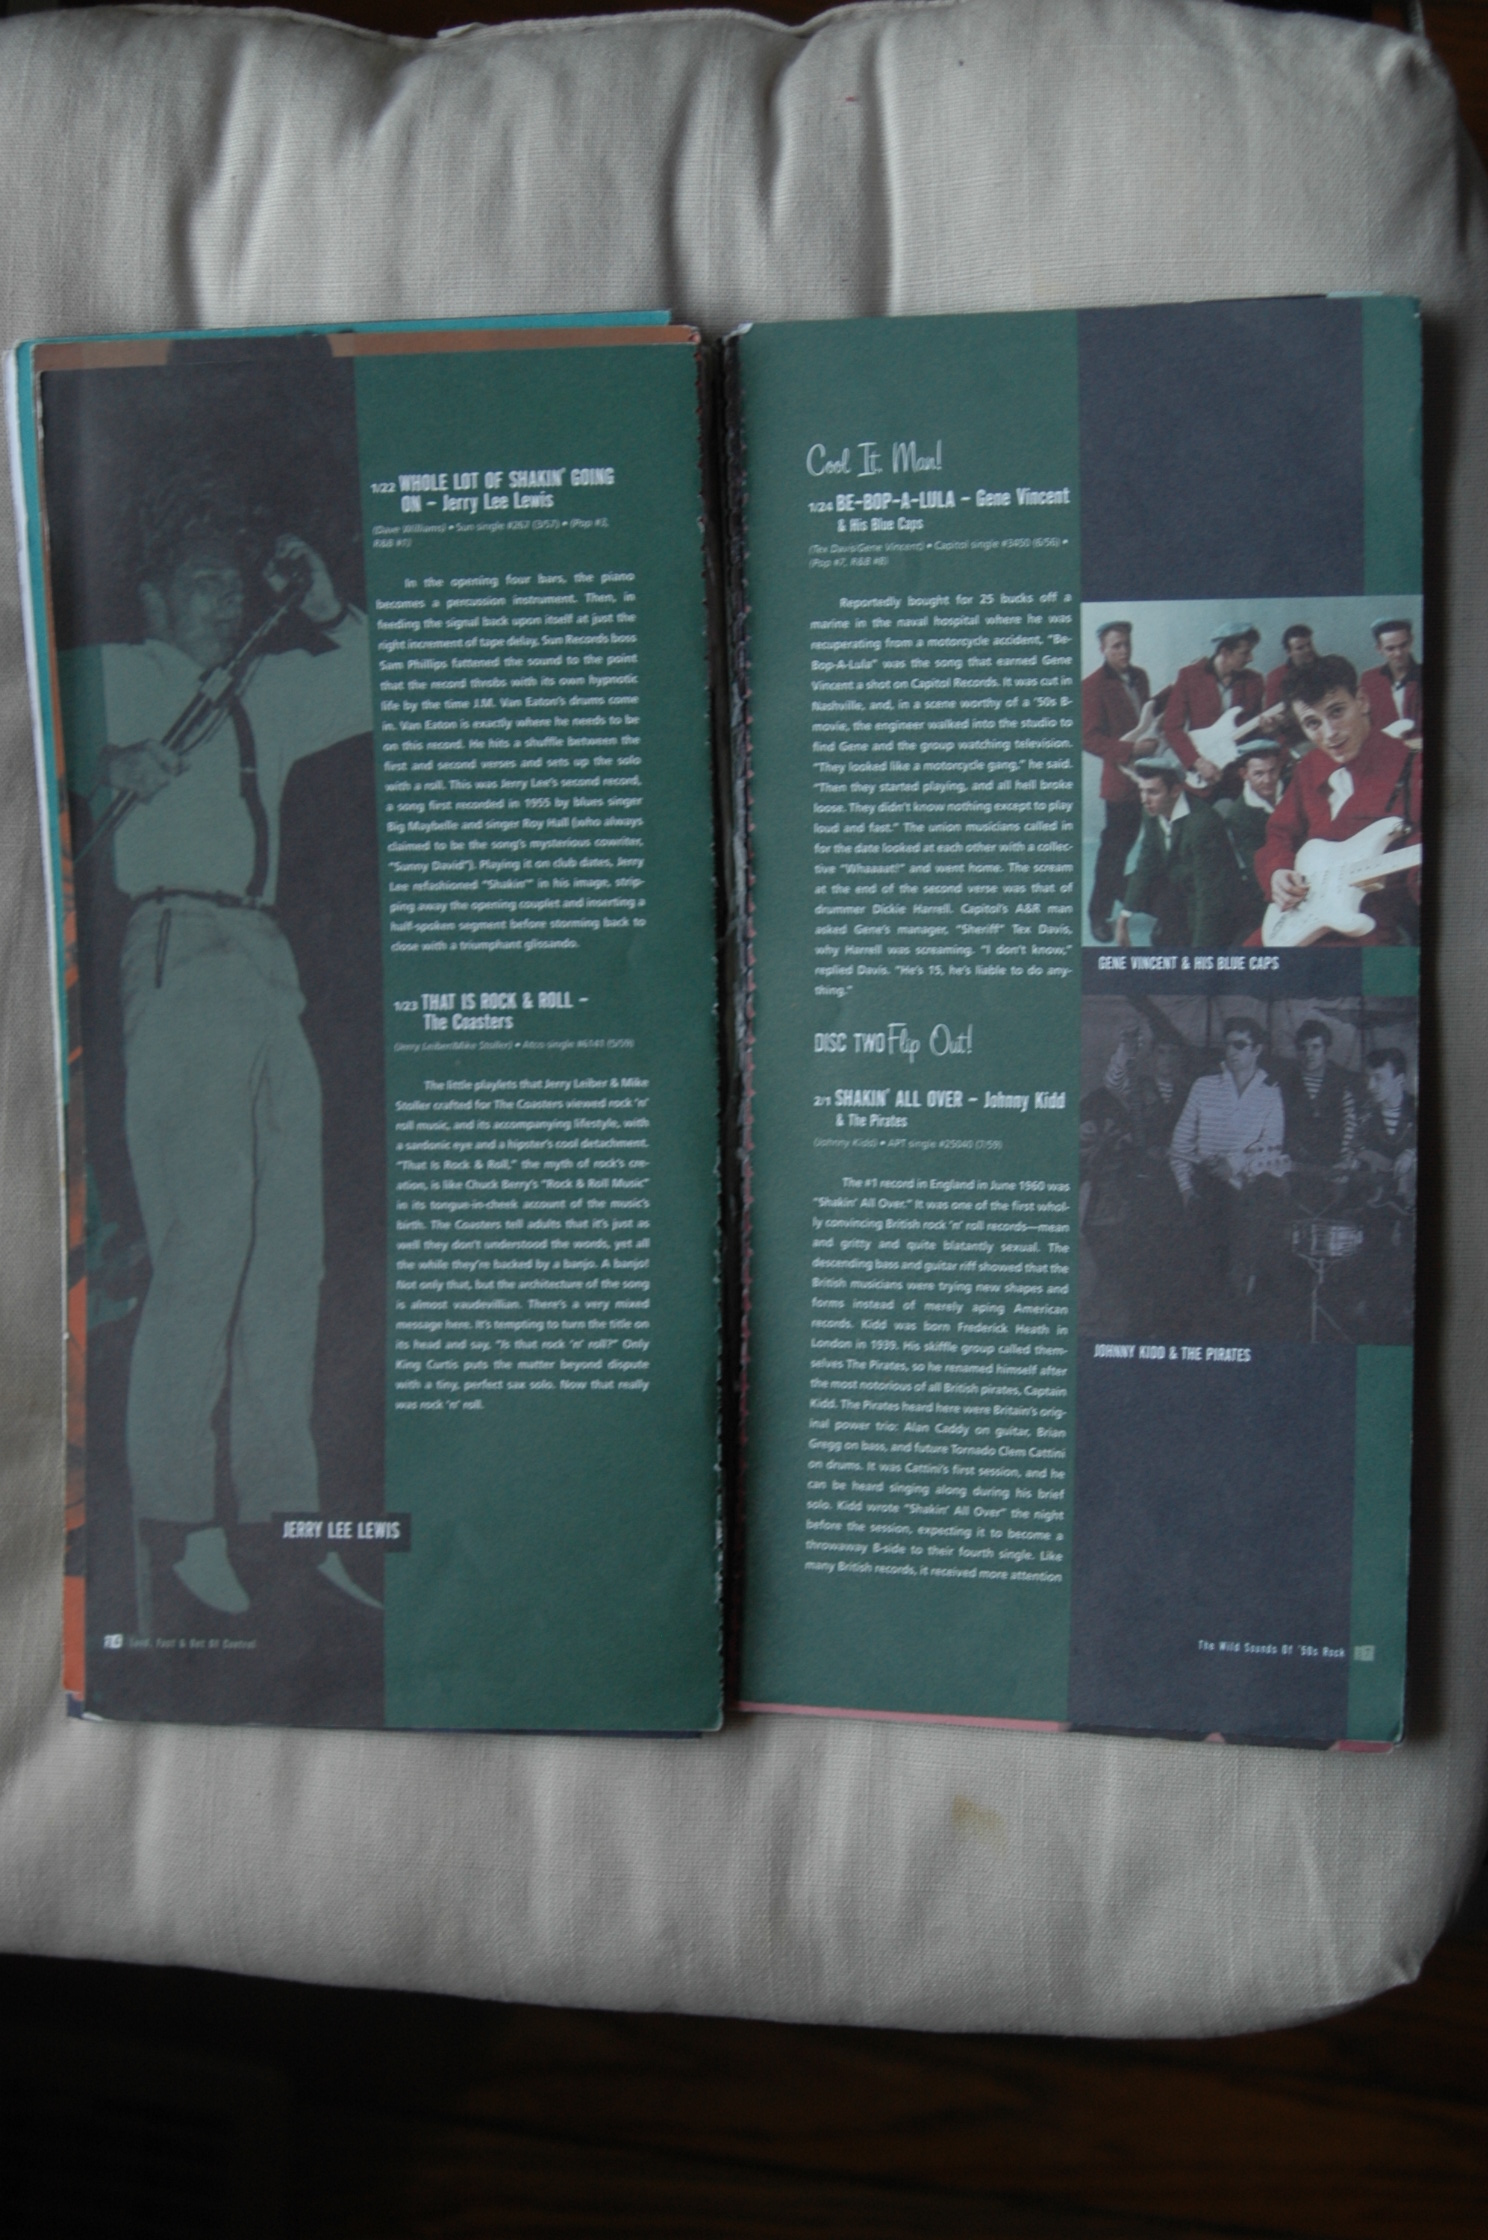 1/22 WHOLE LOT OF SHAKIN' GOING
ON – Jerry Lee Lewis
(Dave Williams) • Sun single #267 (3/57) • (Pop #3,
R&B #1)
In the opening four bars, the piano
becomes a percussion instrument. Then, in
feeding the signal back upon itself at just the
right increment of tape delay, Sun Records boss
Sam Phillips fattened the sound to the point
that the record throbs with its own hypnotic
life by the time J.M. Van Eaton's drums come
in. Van Eaton is exactly where he needs to be
on this record. He hits a shuffle between the
first and second verses and sets up the solo
with a roll. This was Jerry Lee's second record,
a song first recorded in 1955 by blues singer
Big Maybelle and singer Roy Hall (who always
claimed to be the song's mysterious cowriter,
"Sunny David"). Playing it on club dates, Jerry
Lee refashioned "Shakin'" in his image, strip-
ping away the opening couplet and inserting a
half-spoken segment before storming back to
close with a triumphant glissando.
1/23 THAT IS ROCK & ROLL –
The Coasters
(Jerry Leiber/Mike Stoller) • Atco single #6141 (5/59)
The little playlets that Jerry Leiber & Mike
Stoller crafted for The Coasters viewed rock 'n'
roll music, and its accompanying lifestyle, with
a sardonic eye and a hipster's cool detachment.
"That Is Rock & Roll," the myth of rock's cre-
ation, is like Chuck Berry's "Rock & Roll Music"
in its tongue-in-cheek account of the music's
birth. The Coasters tell adults that it's just as
well they don't understood the words, yet all
the while they're backed by a banjo. A banjo!
Not only that, but the architecture of the song
is almost vaudevillian. There's a very mixed
message here. It's tempting to turn the title on
its head and say, "Is that rock 'n' roll?" Only
King Curtis puts the matter beyond dispute
with a tiny, perfect sax solo. Now that really
was rock 'n' roll.
JERRY LEE LEWIS
Loud, Fast & Out Of Control
Cool It, Man!
1/24 BE-BOP-A-LULA – Gene Vincent
& His Blue Caps
(Tex Davis/Gene Vincent) • Capitol single #3450 (6/56) •
(Pop #7, R&B #8)
Reportedly bought for 25 bucks off a
marine in the naval hospital where he was
recuperating from a motorcycle accident, "Be-
Bop-A-Lula" was the song that earned Gene
Vincent a shot on Capitol Records. It was cut in
Nashville, and, in a scene worthy of a '50s B-
movie, the engineer walked into the studio to
find Gene and the group watching television.
"They looked like a motorcycle gang," he said.
"Then they started playing, and all hell broke
loose. They didn't know nothing except to play
loud and fast." The union musicians called in
for the date looked at each other with a collec-
tive "Whaaaat!" and went home. The scream
at the end of the second verse was that of
drummer Dickie Harrell. Capitol's A&R man
asked Gene's manager, "Sheriff" Tex Davis,
why Harrell was screaming. "I don't know,"
replied Davis. "He's 15, he's liable to do any-
thing."
DISC TWO Flip Out!
2/1 SHAKIN' ALL OVER – Johnny Kidd
& The Pirates
(Johnny Kidd) • APT single #25040 (7/59)
The #1 record in England in June 1960 was
"Shakin' All Over." It was one of the first whol-
ly convincing British rock 'n' roll records—mean
and gritty and quite blatantly sexual. The
descending bass and guitar riff showed that the
British musicians were trying new shapes and
forms instead of merely aping American
records. Kidd was born Frederick Heath in
London in 1939. His skiffle group called them-
selves The Pirates, so he renamed himself after
the most notorious of all British pirates, Captain
Kidd. The Pirates heard here were Britain's orig-
inal power trio: Alan Caddy on guitar, Brian
Gregg on bass, and future Tornado Clem Cattini
on drums. It was Cattini's first session, and he
can be heard singing along during his brief
solo. Kidd wrote "Shakin' All Over" the night
before the session, expecting it to become a
throwaway B-side to their fourth single. Like
many British records, it received more attention
GENE VINCENT & HIS BLUE CAPS
JOHNNY KIDD & THE PIRATES
The Wild Sounds Of '50s Rock